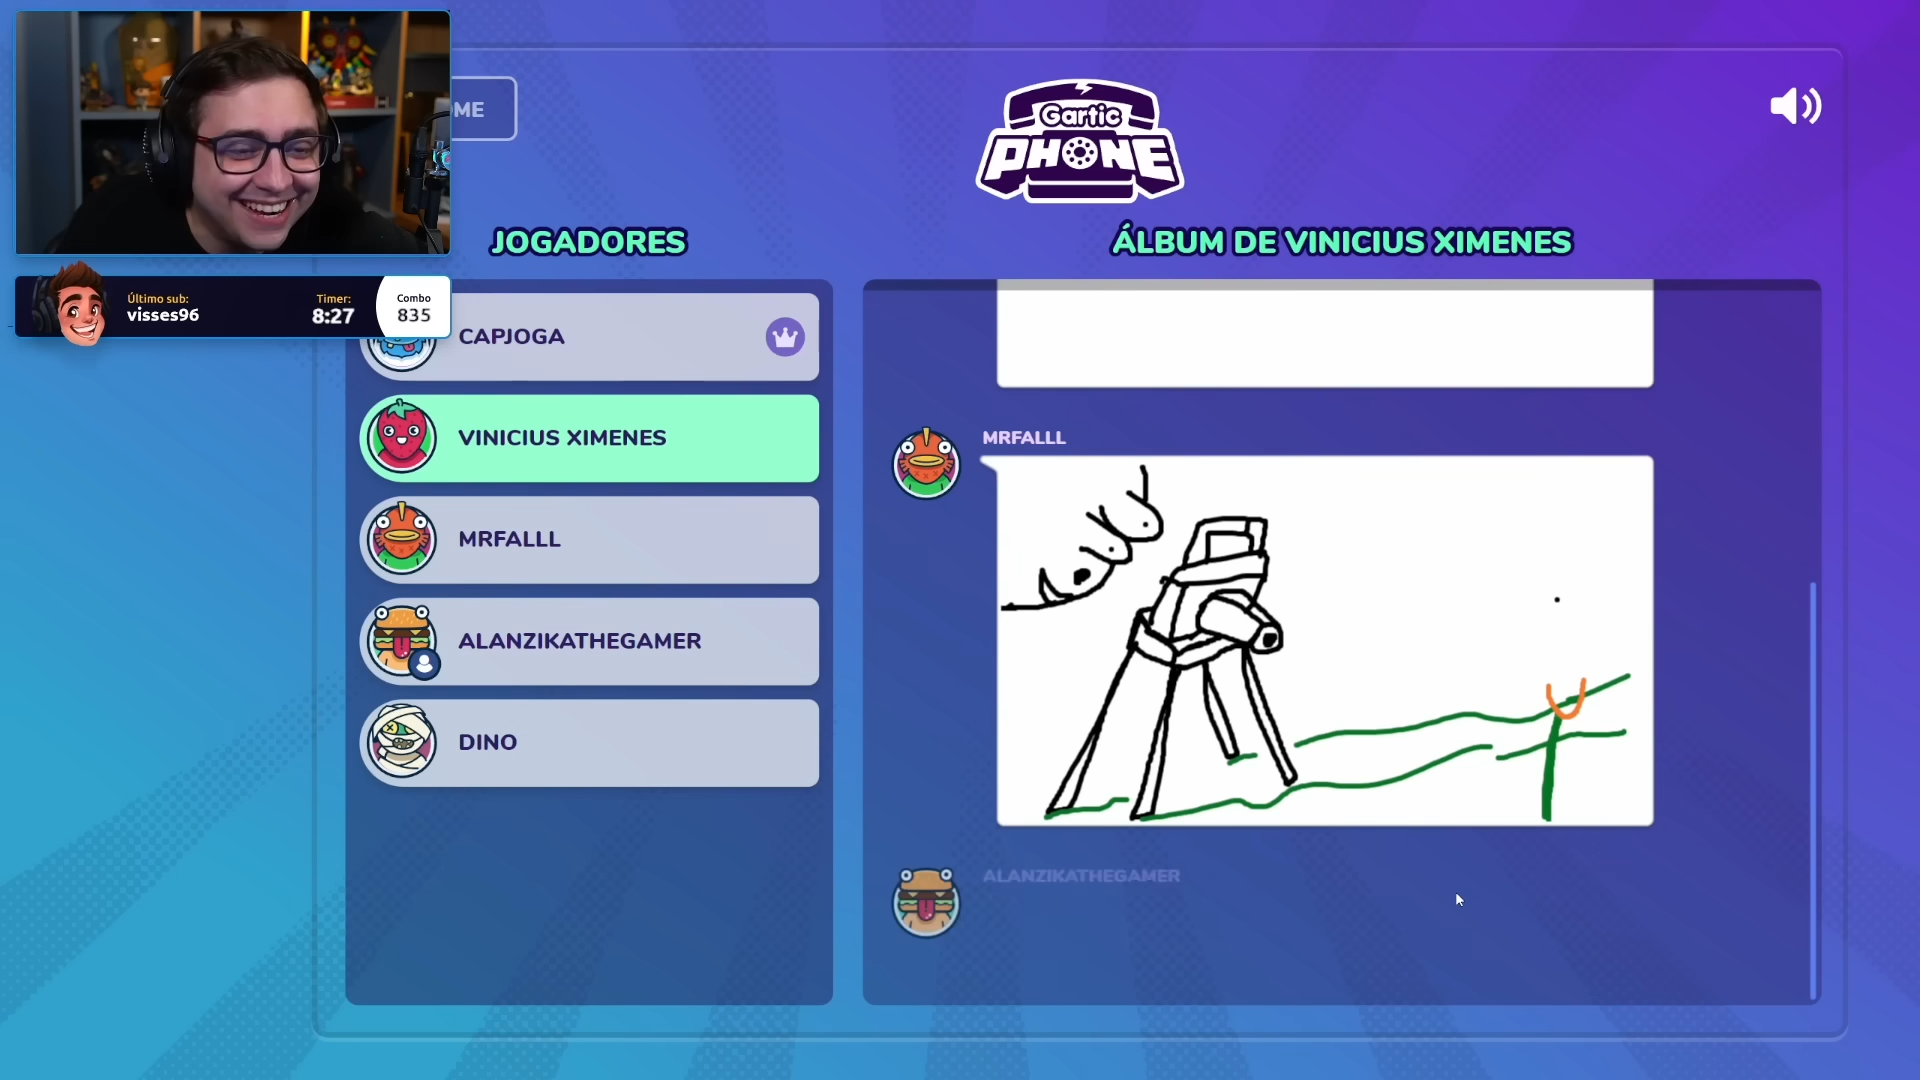 OME
Gartic
PHONE
JOGADORES
ÁLBUM DE VINICIUS XIMENES
Último sub:
visses96
Timer:
8:27
Combo
835
CAPJOGA
VINICIUS XIMENES
MRFALLL
ALANZIKATHEGAMER
DINO
MRFALLL
ALANZIKATHEGAMER